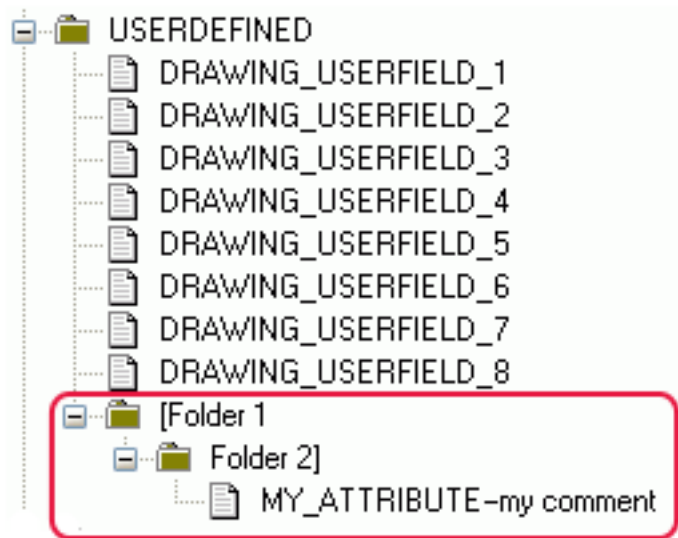 USERDEFINED
DRAWING_USERFIELD_1
DRAWING_USERFIELD_2
DRAWING_USERFIELD_3
DRAWING_USERFIELD_4
DRAWING_USERFIELD_5
DRAWING_USERFIELD_6
DRAWING_USERFIELD_7
DRAWING_USERFIELD_8
[Folder 1
Folder 2]
MY_ATTRIBUTE–my comment